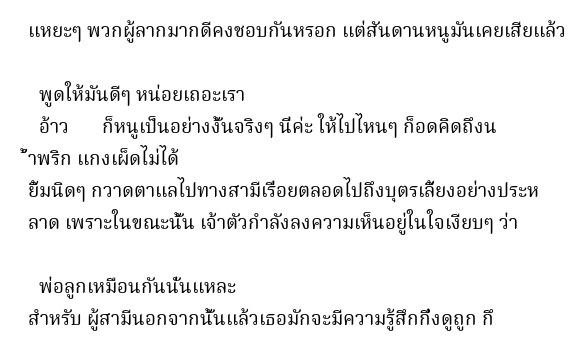 แหยะๆ พวกผู้ลากมากดีคงชอบกันหรอก แต่สันดานหนูมันเคยเสียแล้ว
พูดให้มันดีๆ หน่อยเถอะเรา
อ้าว ก็หนูเป็นอย่างงั้นจริงๆ นี่ค่ะ ให้ไปไหนๆ ก็อดคิดถึงน
้าพริก แกงเผ็ดไม่ได้
ยิ้มนิดๆ กวาดตาแลไปทางสามีเรื่อยตลอดไปถึงบุตรเลี้ยงอย่างประห
ลาด เพราะในขณะนั้น เจ้าตัวกำลังลงความเห็นอยู่ในใจเงียบๆ ว่า
พ่อลูกเหมือนกันนั่นแหละ
สำหรับ ผู้สามีนอกจากนั้นแล้วเธอมักจะมีความรู้สึกกึ่งดูถูก กึ